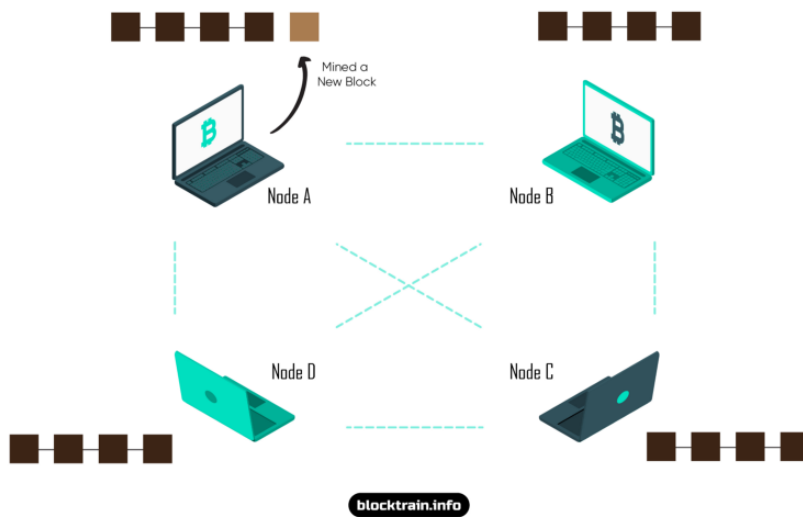 Mined a
New Block
Node A
Node B
Node D
Node C
blocktrain.info